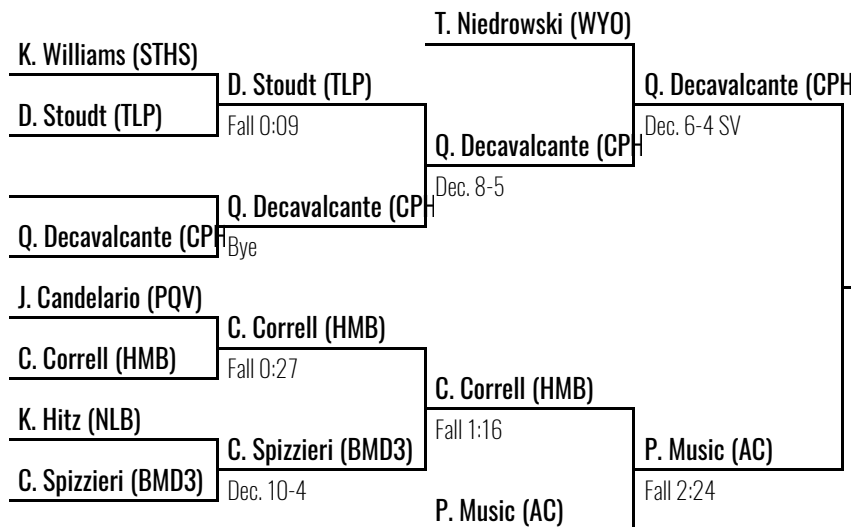 T. Niedrowski (WYO)
K. Williams (STHS)
D. Stoudt (TLP)
Q. Decavalcante (CPH
D. Stoudt (TLP)
Fall 0:09
Dec. 6-4 SV
Q. Decavalcante (CPH
Dec. 8-5
Q. Decavalcante (CPH
Q. Decavalcante (CPH
Bye
J. Candelario (PQV)
C. Correll (HMB)
C. Correll (HMB)
Fall 0:27
C. Correll (HMB)
K. Hitz (NLB)
Fall 1:16
C. Spizzieri (BMD3)
P. Music (AC)
C. Spizzieri (BMD3)
Dec. 10-4
Fall 2:24
P. Music (AC)